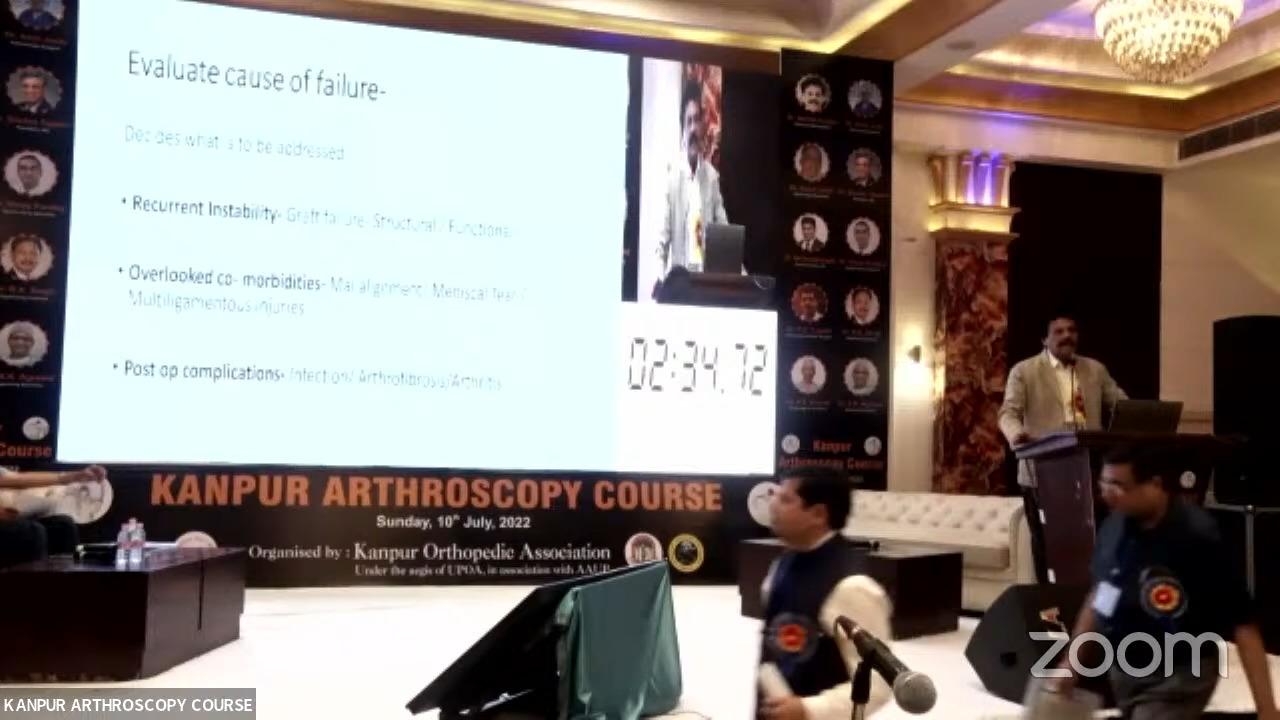 Evaluate cause of failure-
Decides what is to be addressed
• Recurrent Instability- Graft failure- Structural / Functional
• Overlooked co- morbidities- Malalignment/ Meniscal Tear /
Multiligamentous injuries
• Post op complications- Infection/ Arthrofibrosis/Arthritis
02:34.72
Kanpur
Arthroscopy Course
Course
KANPUR ARTHROSCOPY COURSE
Sunday, 10th July, 2022
Organised by : Kanpur Orthopedic Association
Under the aegis of UPOA, in association with AAUP
zoom
KANPUR ARTHROSCOPY COURSE